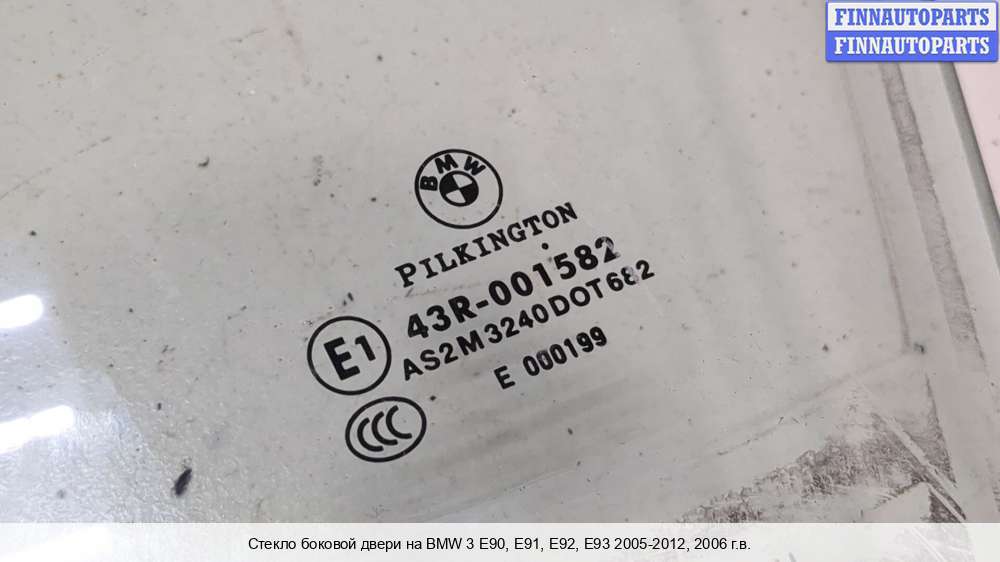 FINNAUTOPARTS
FINNAUTOPARTS
BMW
PILKINGTON
43R-001582
E1
AS2M3240DOT682
E 000199
CCC
Стекло боковой двери на BMW 3 E90, E91, E92, E93 2005-2012, 2006 г.в.